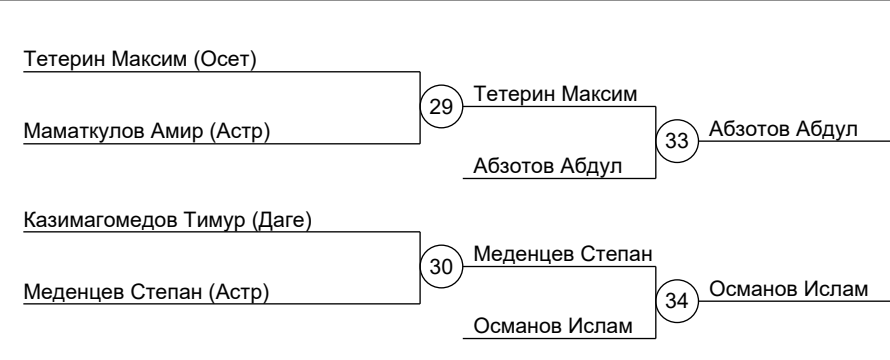 Тетерин Максим (Осет)
29
Тетерин Максим
Маматкулов Амир (Астр)
33
Абзотов Абдул
Абзотов Абдул
Казимагомедов Тимур (Даге)
30
Меденцев Степан
Меденцев Степан (Астр)
34
Османов Ислам
Османов Ислам